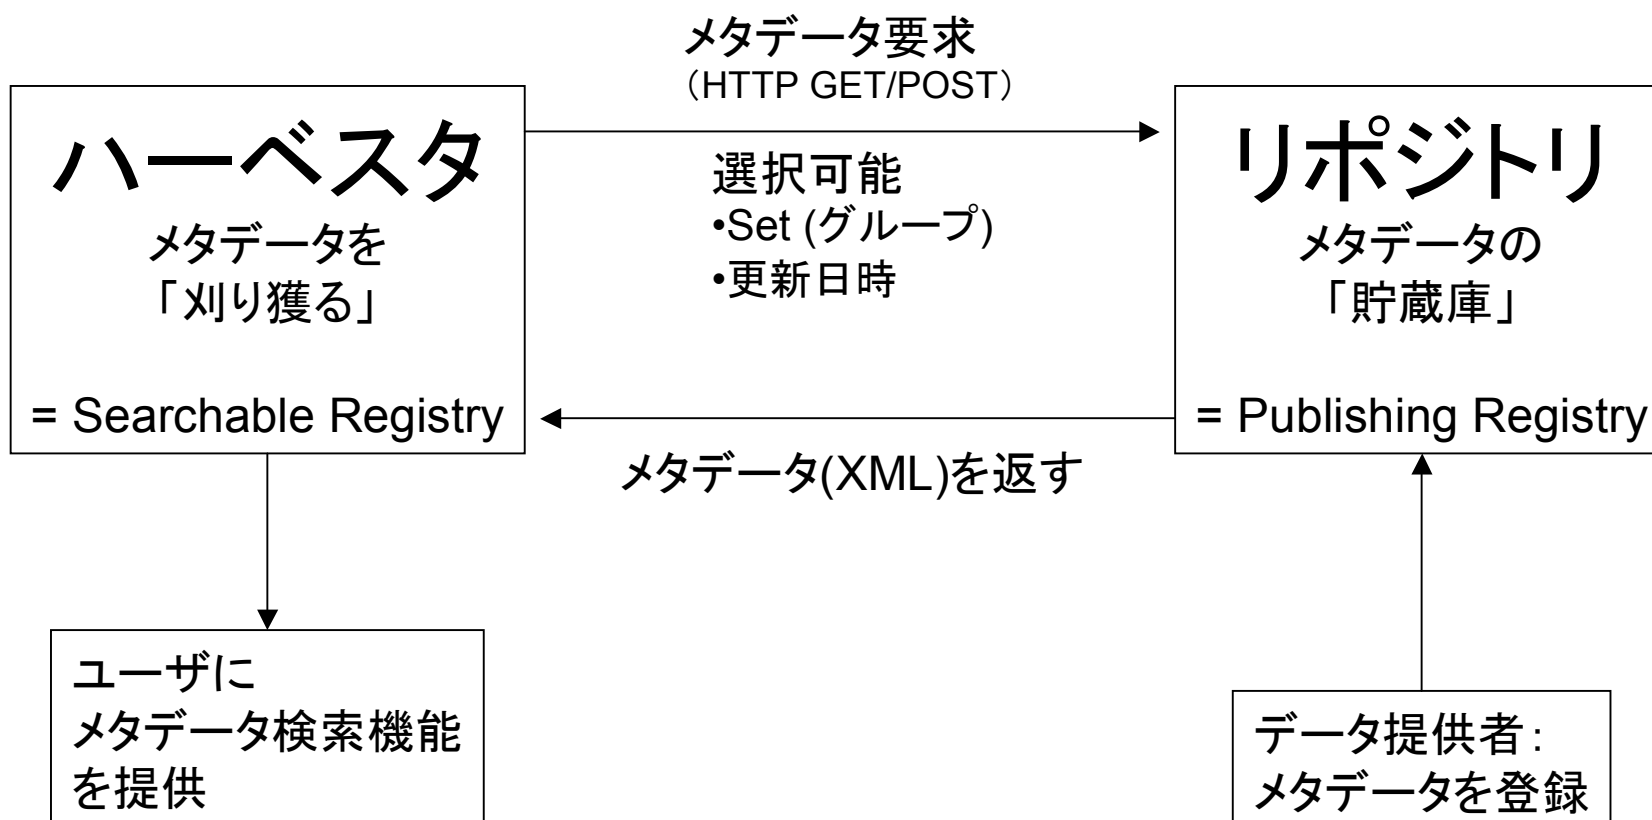 メタデータ要求
（HTTP GET/POST）
ハーベスタ
メタデータを
「刈り獲る」
= Searchable Registry
選択可能
•Set (グループ)
•更新日時
リポジトリ
メタデータの
「貯蔵庫」
= Publishing Registry
メタデータ(XML)を返す
ユーザに
メタデータ検索機能
を提供
データ提供者：
メタデータを登録